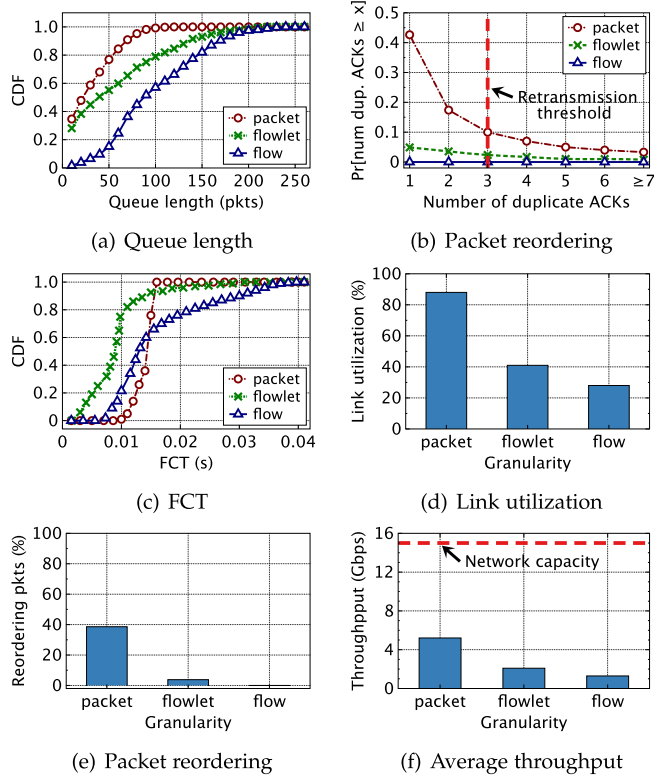 CDF
1.0
0.8
0.6
0.4
0.2
0.0
packet
flowlet
flow
0 50 100 150 200 250
Queue length (pkts)
(a) Queue length
Pr[num dup. ACKs ≥ x]
0.5
0.4
0.3
0.2
0.1
0
packet
flowlet
flow
Retransmission
threshold
1 2 3 4 5 6 ≥7
Number of duplicate ACKs
(b) Packet reordering
CDF
1.0
0.8
0.6
0.4
0.2
0.0
packet
flowlet
flow
0 0.01 0.02 0.03 0.04
FCT (s)
(c) FCT
Link utilization (%)
100
80
60
40
20
0
packet flowlet flow
Granularity
(d) Link utilization
Reordering pkts (%)
100
80
60
40
20
0
packet flowlet flow
Granularity
(e) Packet reordering
Throughpput (Gbps)
16
12
8
4
0
Network capacity
packet flowlet flow
Granularity
(f) Average throughput